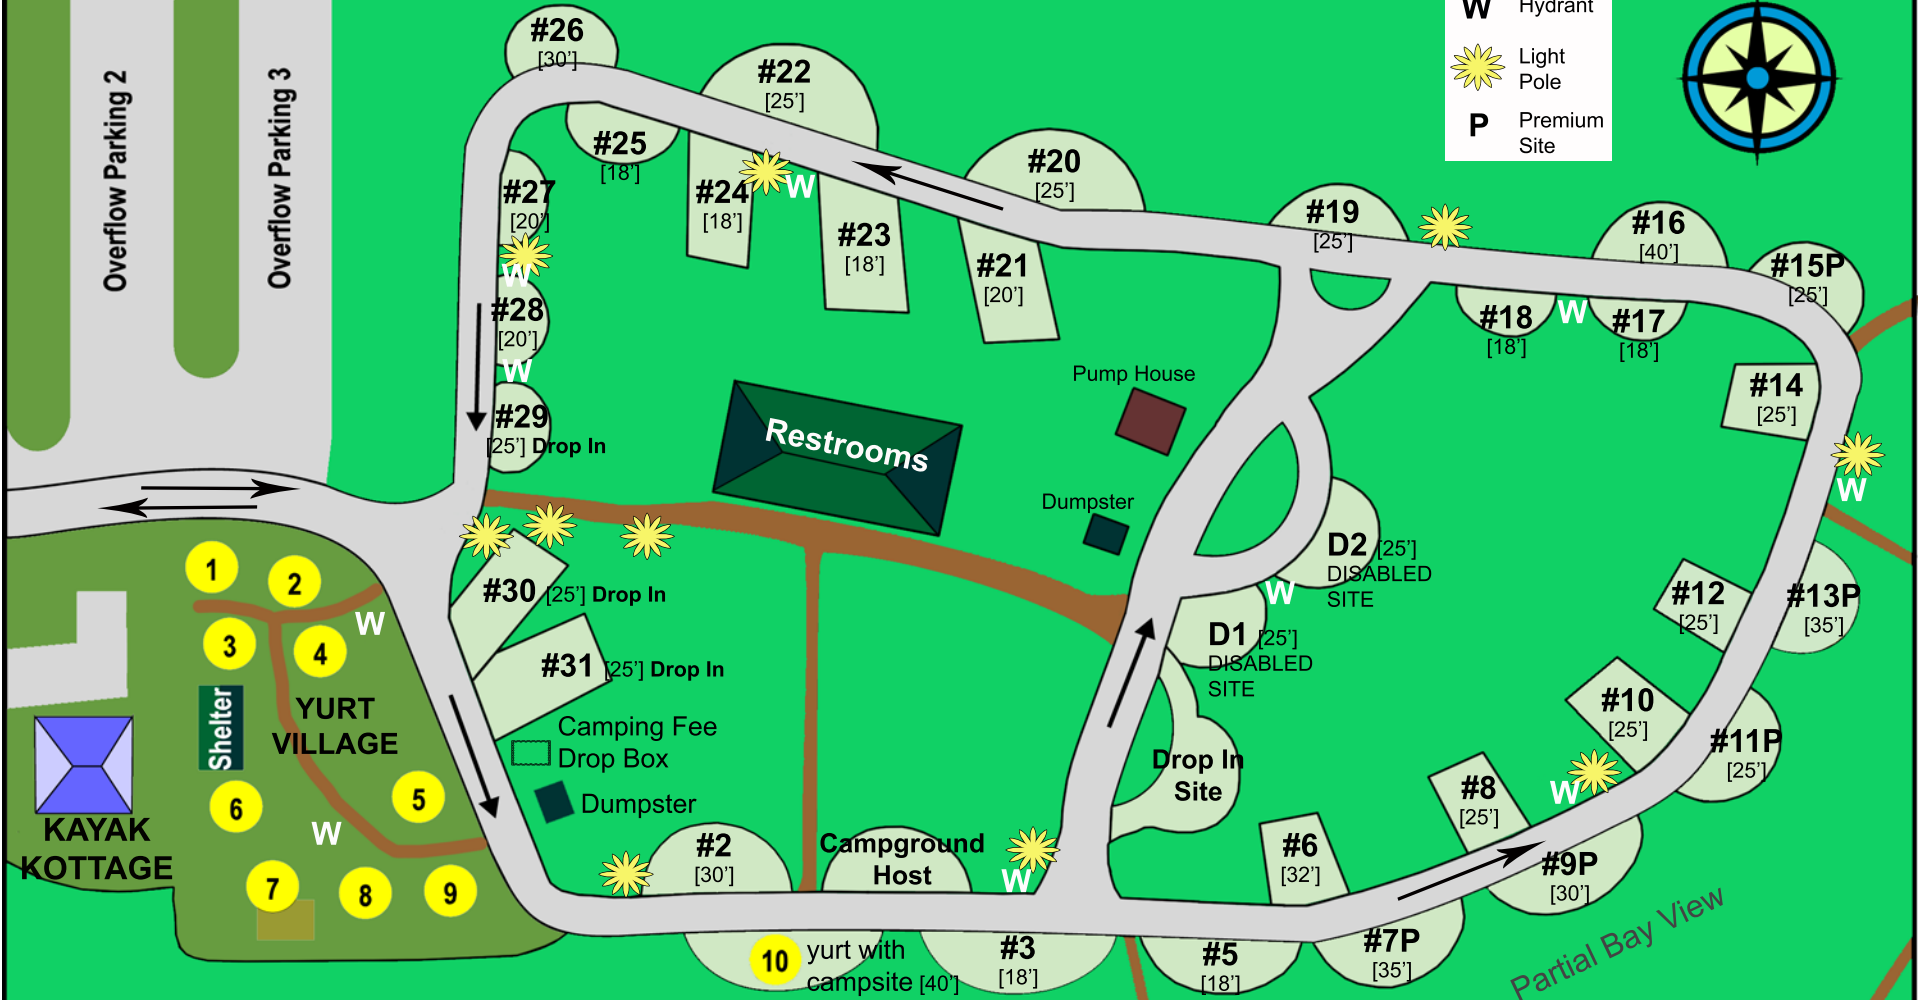 W Hydrant
Light
Pole
P Premium
Site
Overflow Parking 2
Overflow Parking 3
#26
[30']
#22
[25']
#25
[18']
#27
[20']
#24
[18']
W
#23
[18']
#20
[25']
#21
[20']
#19
[25']
#16
[40']
#15P
[25']
#18
[18']
W
#17
[18']
#14
[25']
W
W
#28
[20']
W
#29
[25'] Drop In
Restrooms
Pump House
Dumpster
D2 [25']
DISABLED
SITE
W
D1 [25']
DISABLED
SITE
#12
[25']
#13P
[35']
#10
[25']
#11P
[25']
#30 [25'] Drop In
#31 [25'] Drop In
Camping Fee
Drop Box
Dumpster
1
2
W
3
4
Shelter
YURT
VILLAGE
5
6
W
7
8
9
KAYAK
KOTTAGE
#2
[30']
Campground
Host
W
Drop In
Site
#6
[32']
#8
[25']
W
#9P
[30']
10 yurt with
campsite [40']
#3
[18']
#5
[18']
#7P
[35']
Partial Bay View